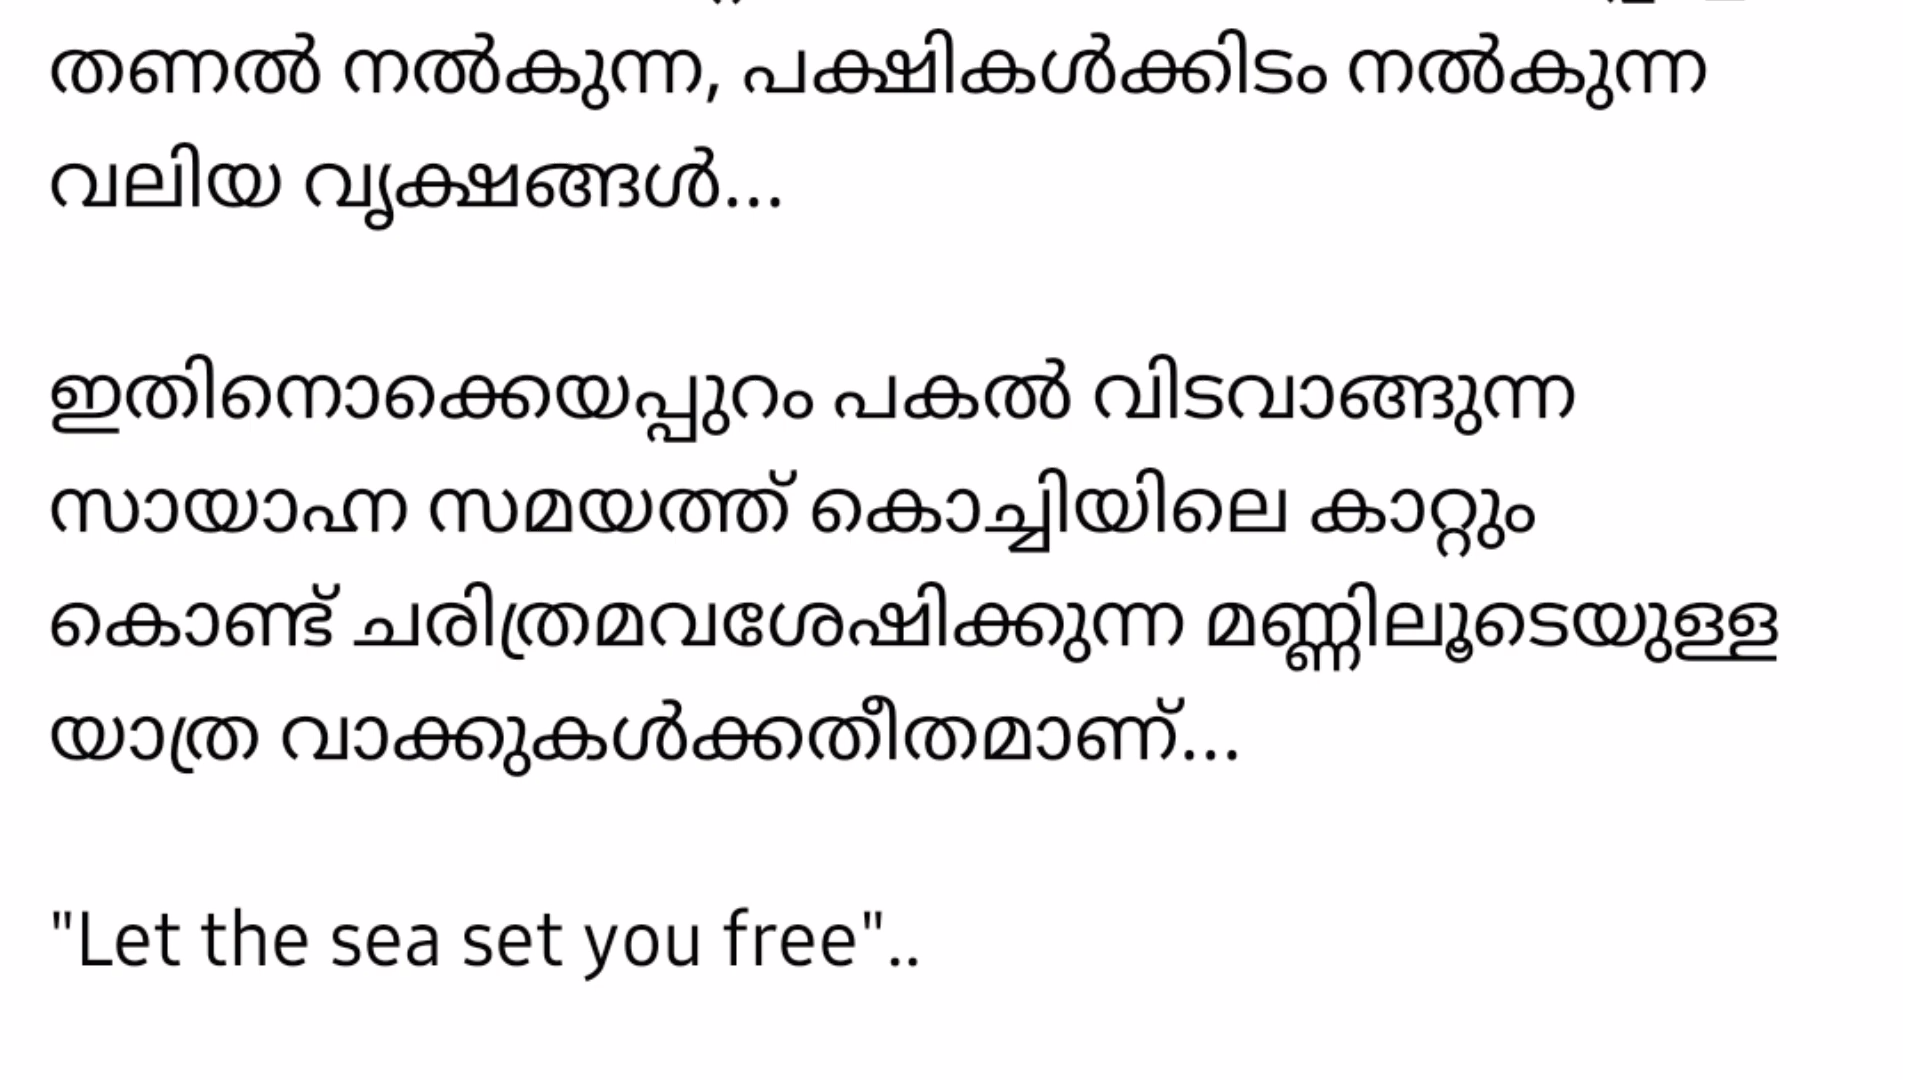 തണൽ നൽകുന്ന, പക്ഷികൾക്കിടം നൽകുന്ന
വലിയ വൃക്ഷങ്ങൾ...
ഇതിനൊക്കെയപ്പുറം പകൽ വിടവാങ്ങുന്ന
സായാഹ്ന സമയത്ത് കൊച്ചിയിലെ കാറ്റും
കൊണ്ട് ചരിത്രമവശേഷിക്കുന്ന മണ്ണിലൂടെയുള്ള
യാത്ര വാക്കുകൾക്കതീതമാണ്...
"Let the sea set you free"..